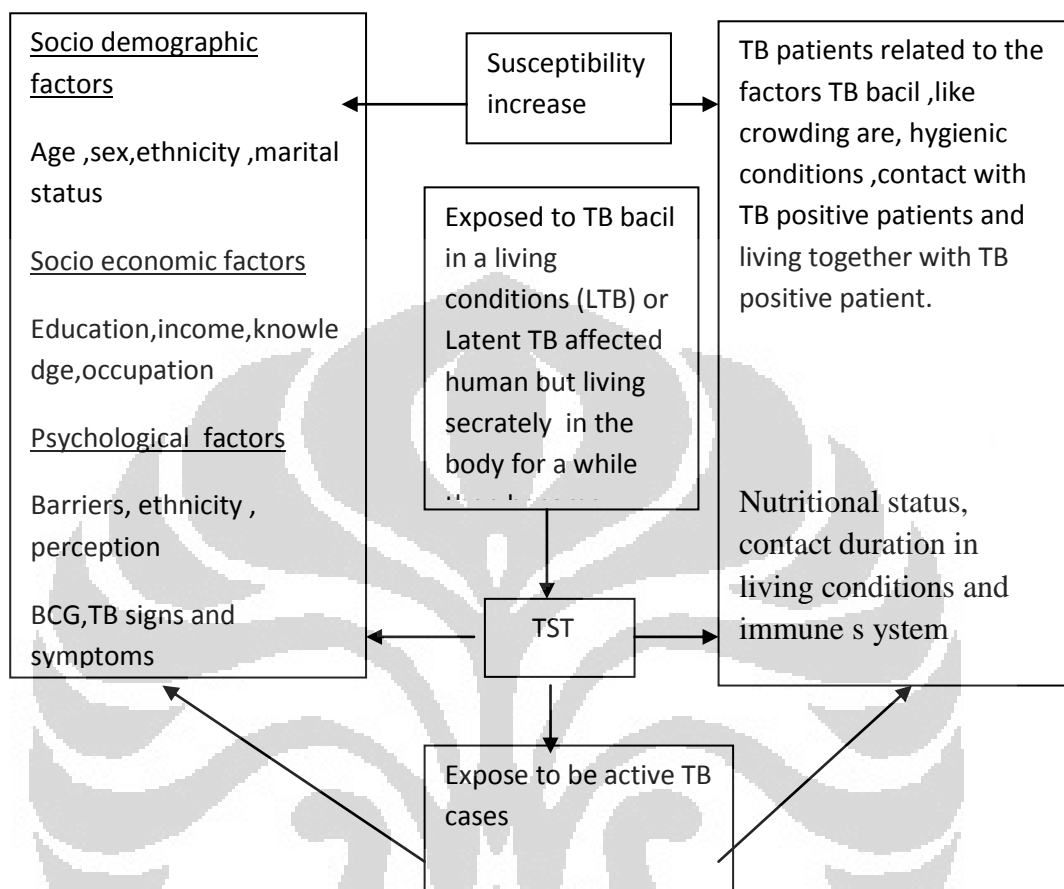 Socio demographic
factors
Age ,sex,ethnicity ,marital
status
Socio economic factors
Education,income,knowle
dge,occupation
Psychological factors
Barriers, ethnicity ,
perception
BCG,TB signs and
symptoms
Susceptibility
increase
Exposed to TB bacil
in a living
conditions (LTB) or
Latent TB affected
human but living
secrately in the
body for a while
TST
Expose to be active TB
cases
TB patients related to the
factors TB bacil ,like
crowding are, hygienic
conditions ,contact with
TB positive patients and
living together with TB
positive patient.
Nutritional status,
contact duration in
living conditions and
immune s ystem